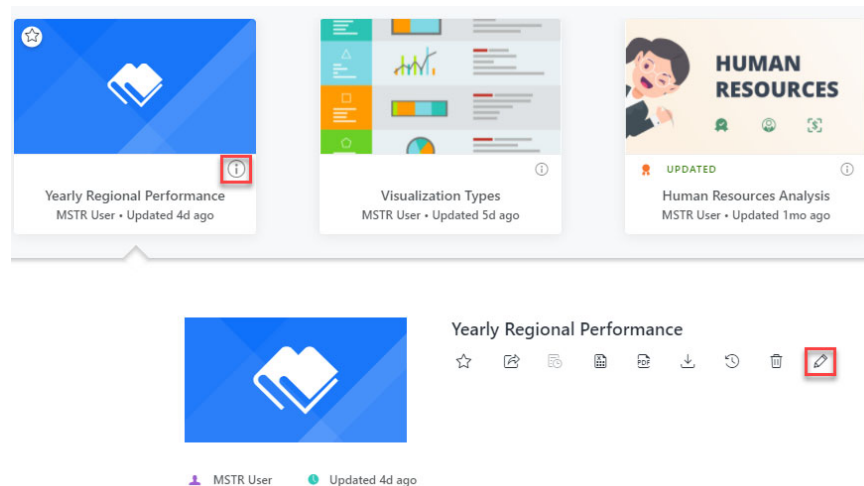 HUMAN
RESOURCES
UPDATED
Yearly Regional Performance
MSTR User • Updated 4d ago
Visualization Types
MSTR User • Updated 5d ago
Human Resources Analysis
MSTR User • Updated 1mo ago
Yearly Regional Performance
PDF
MSTR User
Updated 4d ago